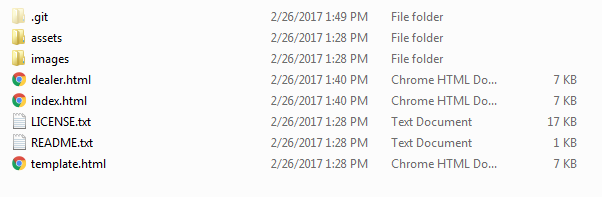 .git 2/26/2017 1:49 PM File folder
assets 2/26/2017 1:28 PM File folder
images 2/26/2017 1:28 PM File folder
dealer.html 2/26/2017 1:40 PM Chrome HTML Do... 7 KB
index.html 2/26/2017 1:40 PM Chrome HTML Do... 7 KB
LICENSE.txt 2/26/2017 1:28 PM Text Document 17 KB
README.txt 2/26/2017 1:28 PM Text Document 1 KB
template.html 2/26/2017 1:28 PM Chrome HTML Do... 7 KB